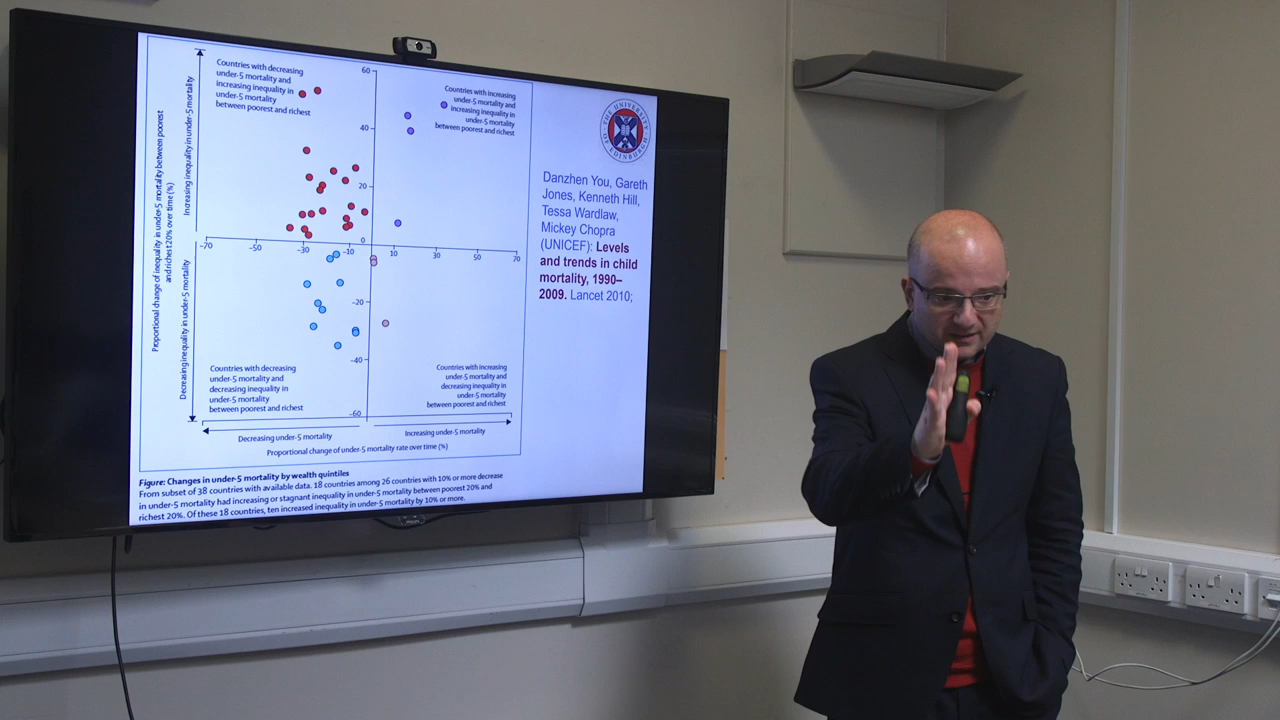 Countries with decreasing
under-5 mortality and
increasing inequality in
under-5 mortality
between poorest and richest
Countries with increasing
under-5 mortality and
increasing inequality in
under-5 mortality
between poorest and richest
Proportional change of inequality in under-5 mortality between poorest
and richest 20% over time (%)
Increasing inequality in under-5 mortality
Decreasing inequality in under-5 mortality
60
40
20
0
-20
-40
-60
-70
-50
-30
-10
10
30
50
70
Countries with decreasing
under-5 mortality and
decreasing inequality in
under-5 mortality
between poorest and richest
Countries with increasing
under-5 mortality and
decreasing inequality in
under-5 mortality
between poorest and richest
Decreasing under-5 mortality
Increasing under-5 mortality
Proportional change of under-5 mortality rate over time (%)
Figure: Changes in under-5 mortality by wealth quintiles
From subset of 38 countries with available data. 18 countries among 26 countries with 10% or more decrease
in under-5 mortality had increasing or stagnant inequality in under-5 mortality between poorest 20% and
richest 20%. Of these 18 countries, ten increased inequality in under-5 mortality by 10% or more.
THE UNIVERSITY
OF EDINBURGH
Danzhen You, Gareth
Jones, Kenneth Hill,
Tessa Wardlaw,
Mickey Chopra
(UNICEF): Levels
and trends in child
mortality, 1990–
2009. Lancet 2010;